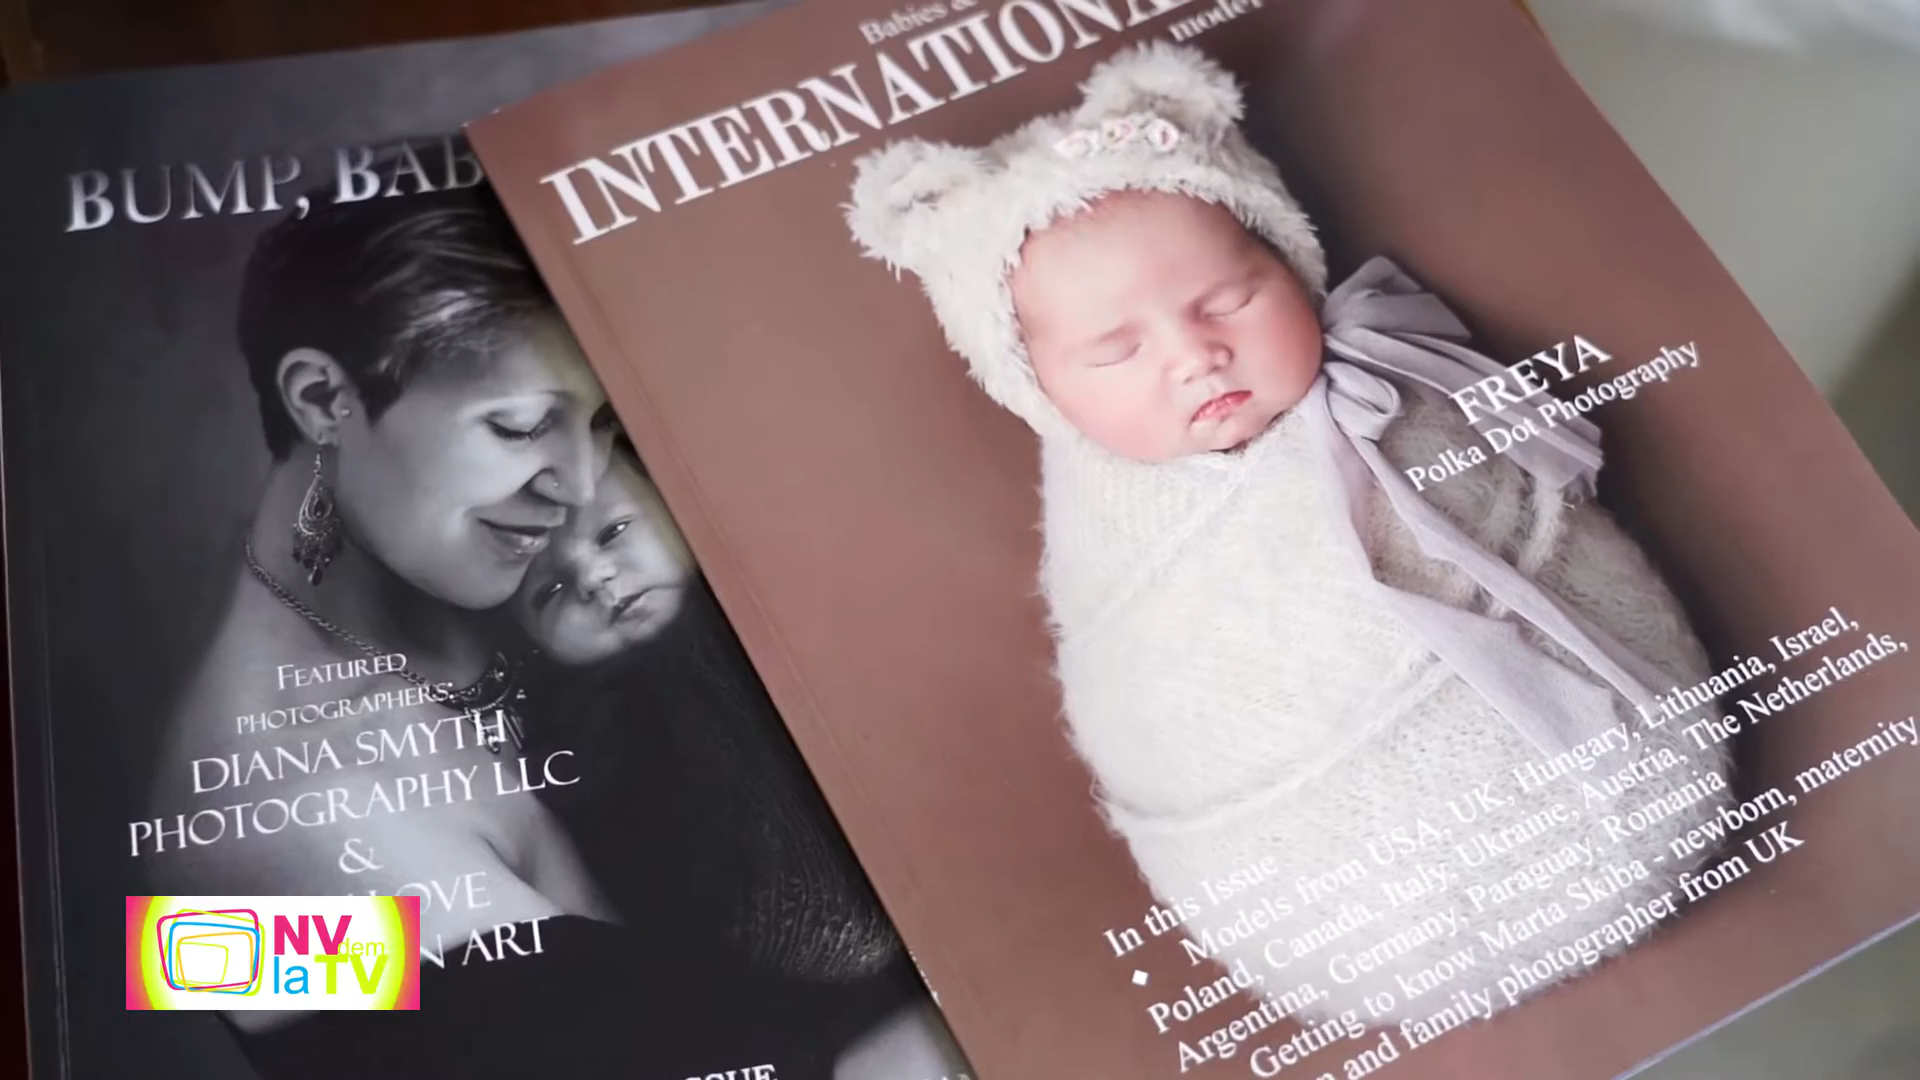 BUMP, BAB
FEATURED
PHOTOGRAPHERS:
DIANA SMYTH
PHOTOGRAPHY LLC
&
LOVE
ART
Babies &
INTERNATIONA
model
FREYA
Polka Dot Photography
In this Issue
Models from USA, UK, Hungary, Lithuania, Israel,
Poland, Canada, Italy, Ukraine, Austria, The Netherlands,
Argentina, Germany, Paraguay, Romania
Getting to know Marta Skiba - newborn, maternity
and family photographer from UK
NV
dem
la TV